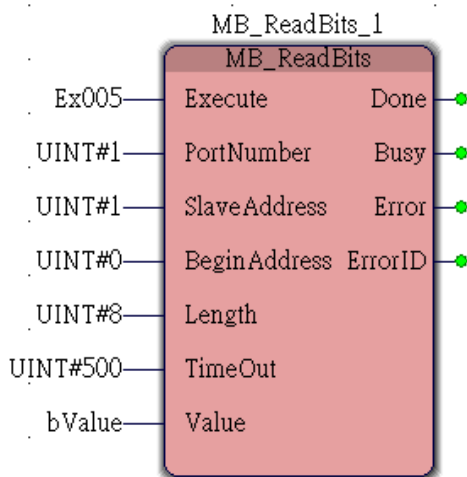 MB_ReadBits_1
MB_ReadBits
Ex005 Execute Done
UINT#1 PortNumber Busy
UINT#1 SlaveAddress Error
UINT#0 BeginAddress ErrorID
UINT#8 Length
UINT#500 TimeOut
bValue Value